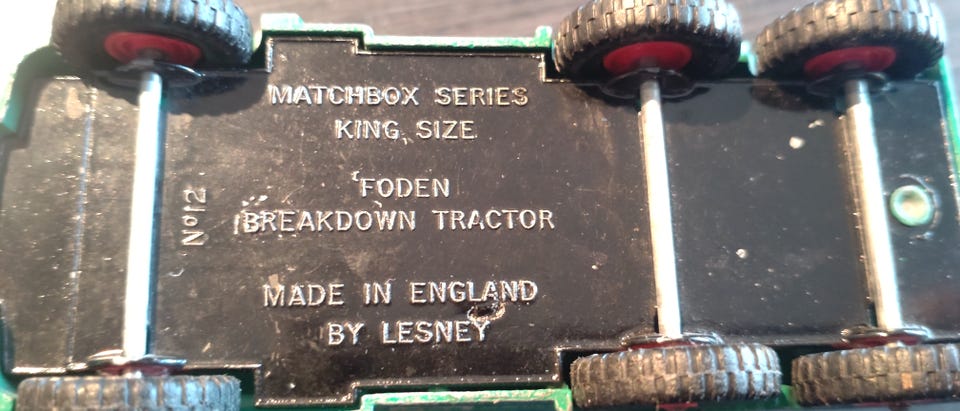 MATCHBOX SERIES
KING SIZE
FODEN
BREAKDOWN TRACTOR
MADE IN ENGLAND
BY LESNEY
Nº12